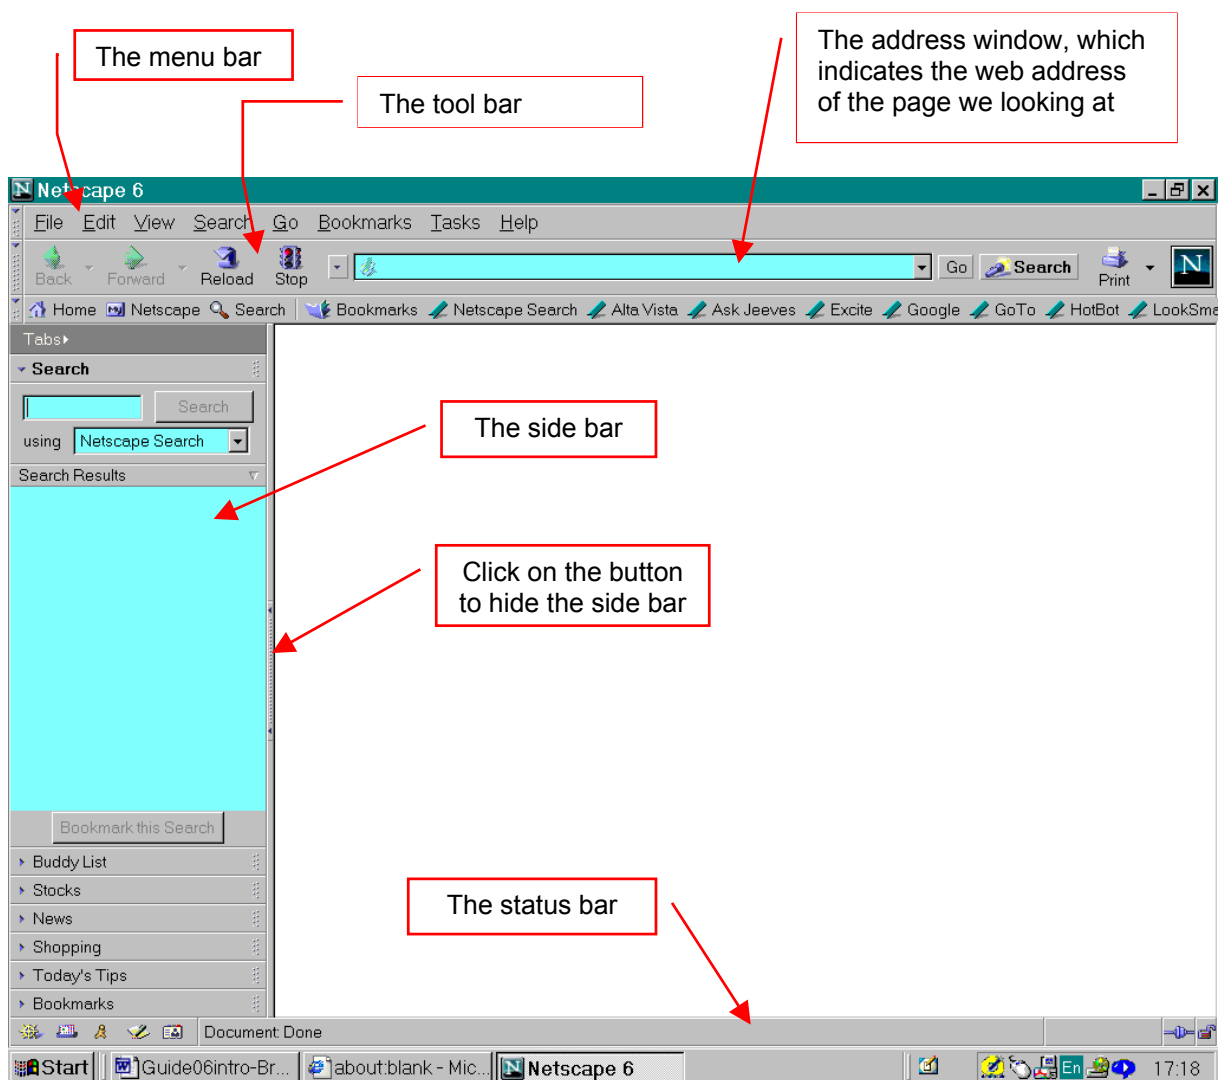 The menu bar
The address window, which
indicates the web address
of the page we looking at
The tool bar
Netscape 6
File Edit View Search Go Bookmarks Tasks Help
Back Forward Reload Stop Go Search Print N
Home Netscape Search Bookmarks Netscape Search Alta Vista Ask Jeeves Excite Google GoTo HotBot LookSma
Tabs
Search
Search
using Netscape Search
Search Results
The side bar
Click on the button
to hide the side bar
Bookmark this Search
Buddy List
Stocks
News
Shopping
Today's Tips
Bookmarks
The status bar
Document: Done
Start Guide06intro-Br... about:blank - Mic... Netscape 6 En 17:18